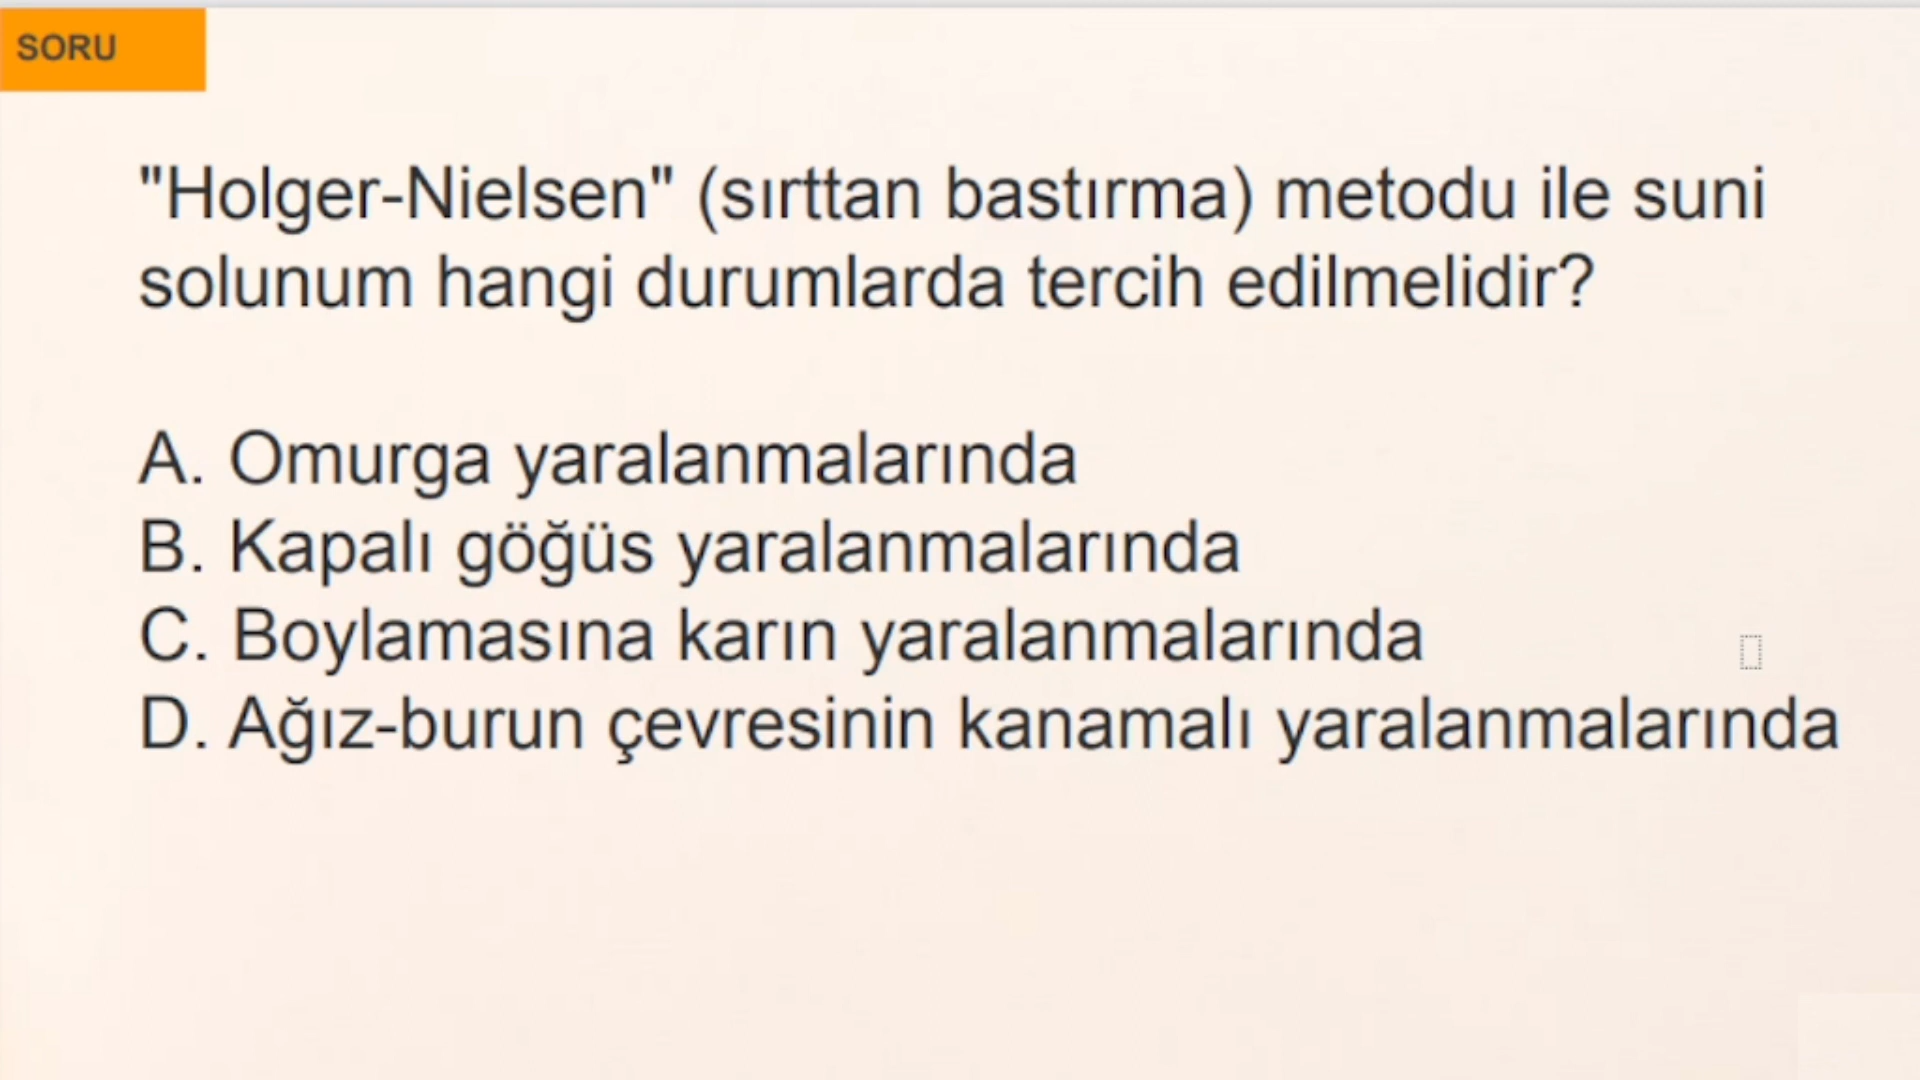 SORU
"Holger-Nielsen" (sırttan bastırma) metodu ile suni
solunum hangi durumlarda tercih edilmelidir?
A. Omurga yaralanmalarında
B. Kapalı göğüs yaralanmalarında
C. Boylamasına karın yaralanmalarında
D. Ağız-burun çevresinin kanamalı yaralanmalarında